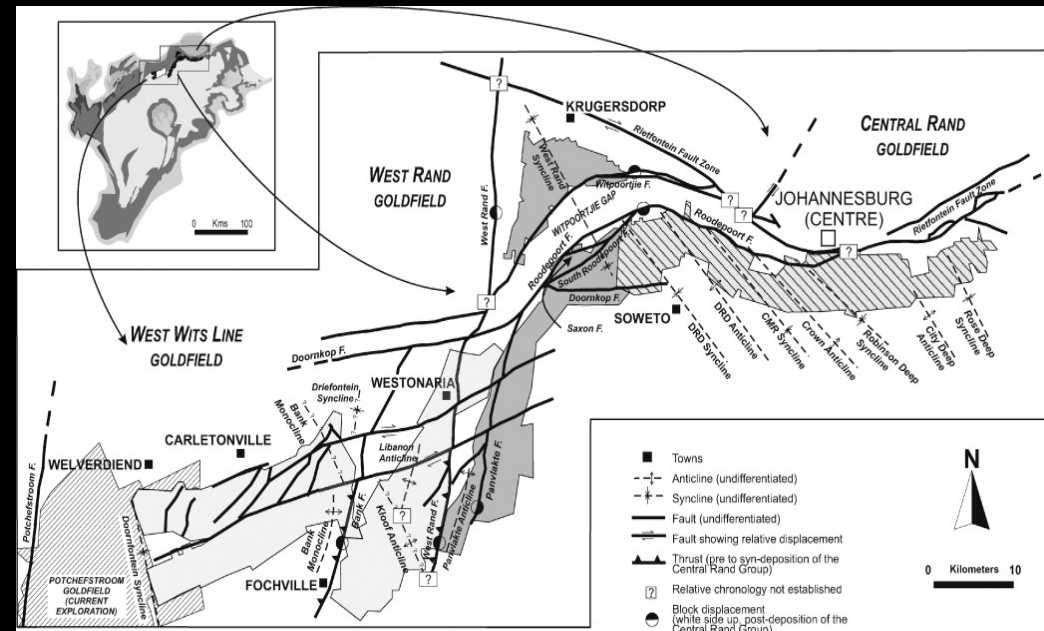 0 Kms 100
KRUGERSDORP
CENTRAL RAND
GOLDFIELD
WEST RAND
GOLDFIELD
West Rand
Syncline
Rietfontein Fault Zone
Witpoortjie F.
WITPOORTJIE GAP
West Rand F.
JOHANNESBURG
(CENTRE)
Rietfontein Fault Zone
Roodepoort F.
Roodepoort F.
South Roodepoort F.
Doornkop F.
Saxon F.
SOWETO
DRD Syncline
DRD Anticline
CMR Syncline
Crown Anticline
Robinson Deep
Syncline
City Deep
Anticline
Rose Deep
Syncline
WEST WITS LINE
GOLDFIELD
Doornkop F.
WESTONARIA
Driefontein
Syncline
Bank
Monocline
CARLETONVILLE
Libanon
Anticline
WELVERDIEND
Potchefstroom F.
Doornfontein Syncline
Bank
Monocline
Bank F.
Kloof Anticline
West Rand F.
Panvlakte Anticline
Panvlakte F.
FOCHVILLE
POTCHEFSTROOM
GOLDFIELD
(CURRENT
EXPLORATION)
Towns
Anticline (undifferentiated)
Syncline (undifferentiated)
Fault (undifferentiated)
Fault showing relative displacement
Thrust (pre to syn-deposition of the
Central Rand Group)
? Relative chronology not established
Block displacement
(white side up, post-deposition of the
Central Rand Group)
N
0 Kilometers 10